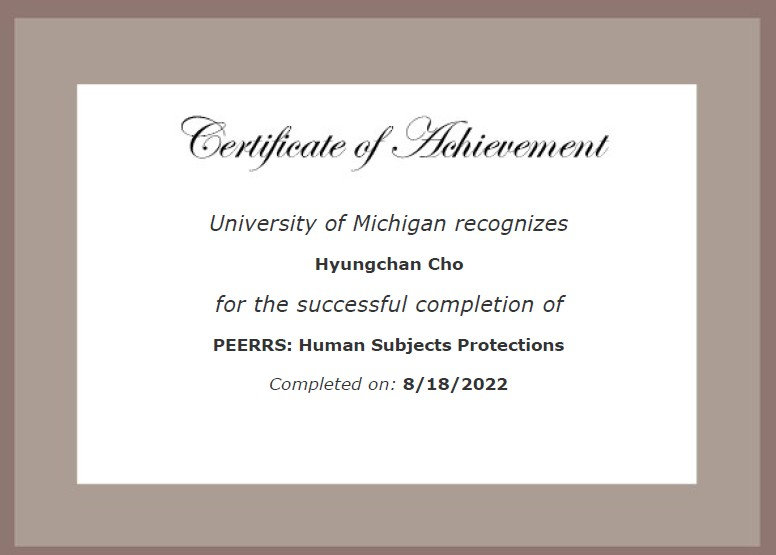 Certificate of Achievement
University of Michigan recognizes
Hyungchan Cho
for the successful completion of
PEERRS: Human Subjects Protections
Completed on: 8/18/2022